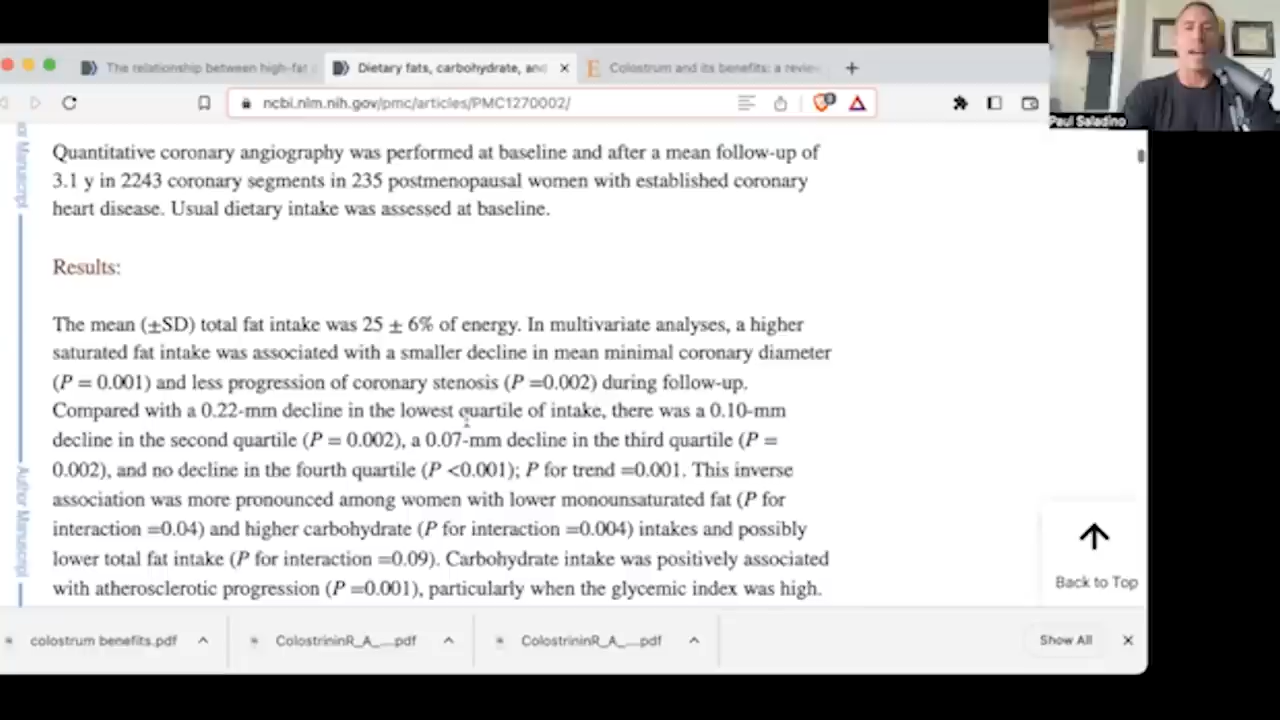 The relationship between high-fat
Dietary fats, carbohydrate, and
Colostrum and its benefits: a review
ncbi.nlm.nih.gov/pmc/articles/PMC1270002/
Paul Saladino
Quantitative coronary angiography was performed at baseline and after a mean follow-up of
3.1 y in 2243 coronary segments in 235 postmenopausal women with established coronary
heart disease. Usual dietary intake was assessed at baseline.
Results:
The mean (±SD) total fat intake was 25 ± 6% of energy. In multivariate analyses, a higher
saturated fat intake was associated with a smaller decline in mean minimal coronary diameter
(P = 0.001) and less progression of coronary stenosis (P =0.002) during follow-up.
Compared with a 0.22-mm decline in the lowest quartile of intake, there was a 0.10-mm
decline in the second quartile (P = 0.002), a 0.07-mm decline in the third quartile (P =
0.002), and no decline in the fourth quartile (P <0.001); P for trend =0.001. This inverse
association was more pronounced among women with lower monounsaturated fat (P for
interaction =0.04) and higher carbohydrate (P for interaction =0.004) intakes and possibly
lower total fat intake (P for interaction =0.09). Carbohydrate intake was positively associated
with atherosclerotic progression (P =0.001), particularly when the glycemic index was high.
or Manuscript
Author Manuscript
Back to Top
colostrum benefits.pdf
ColostrininR_A_....pdf
ColostrininR_A_....pdf
Show All